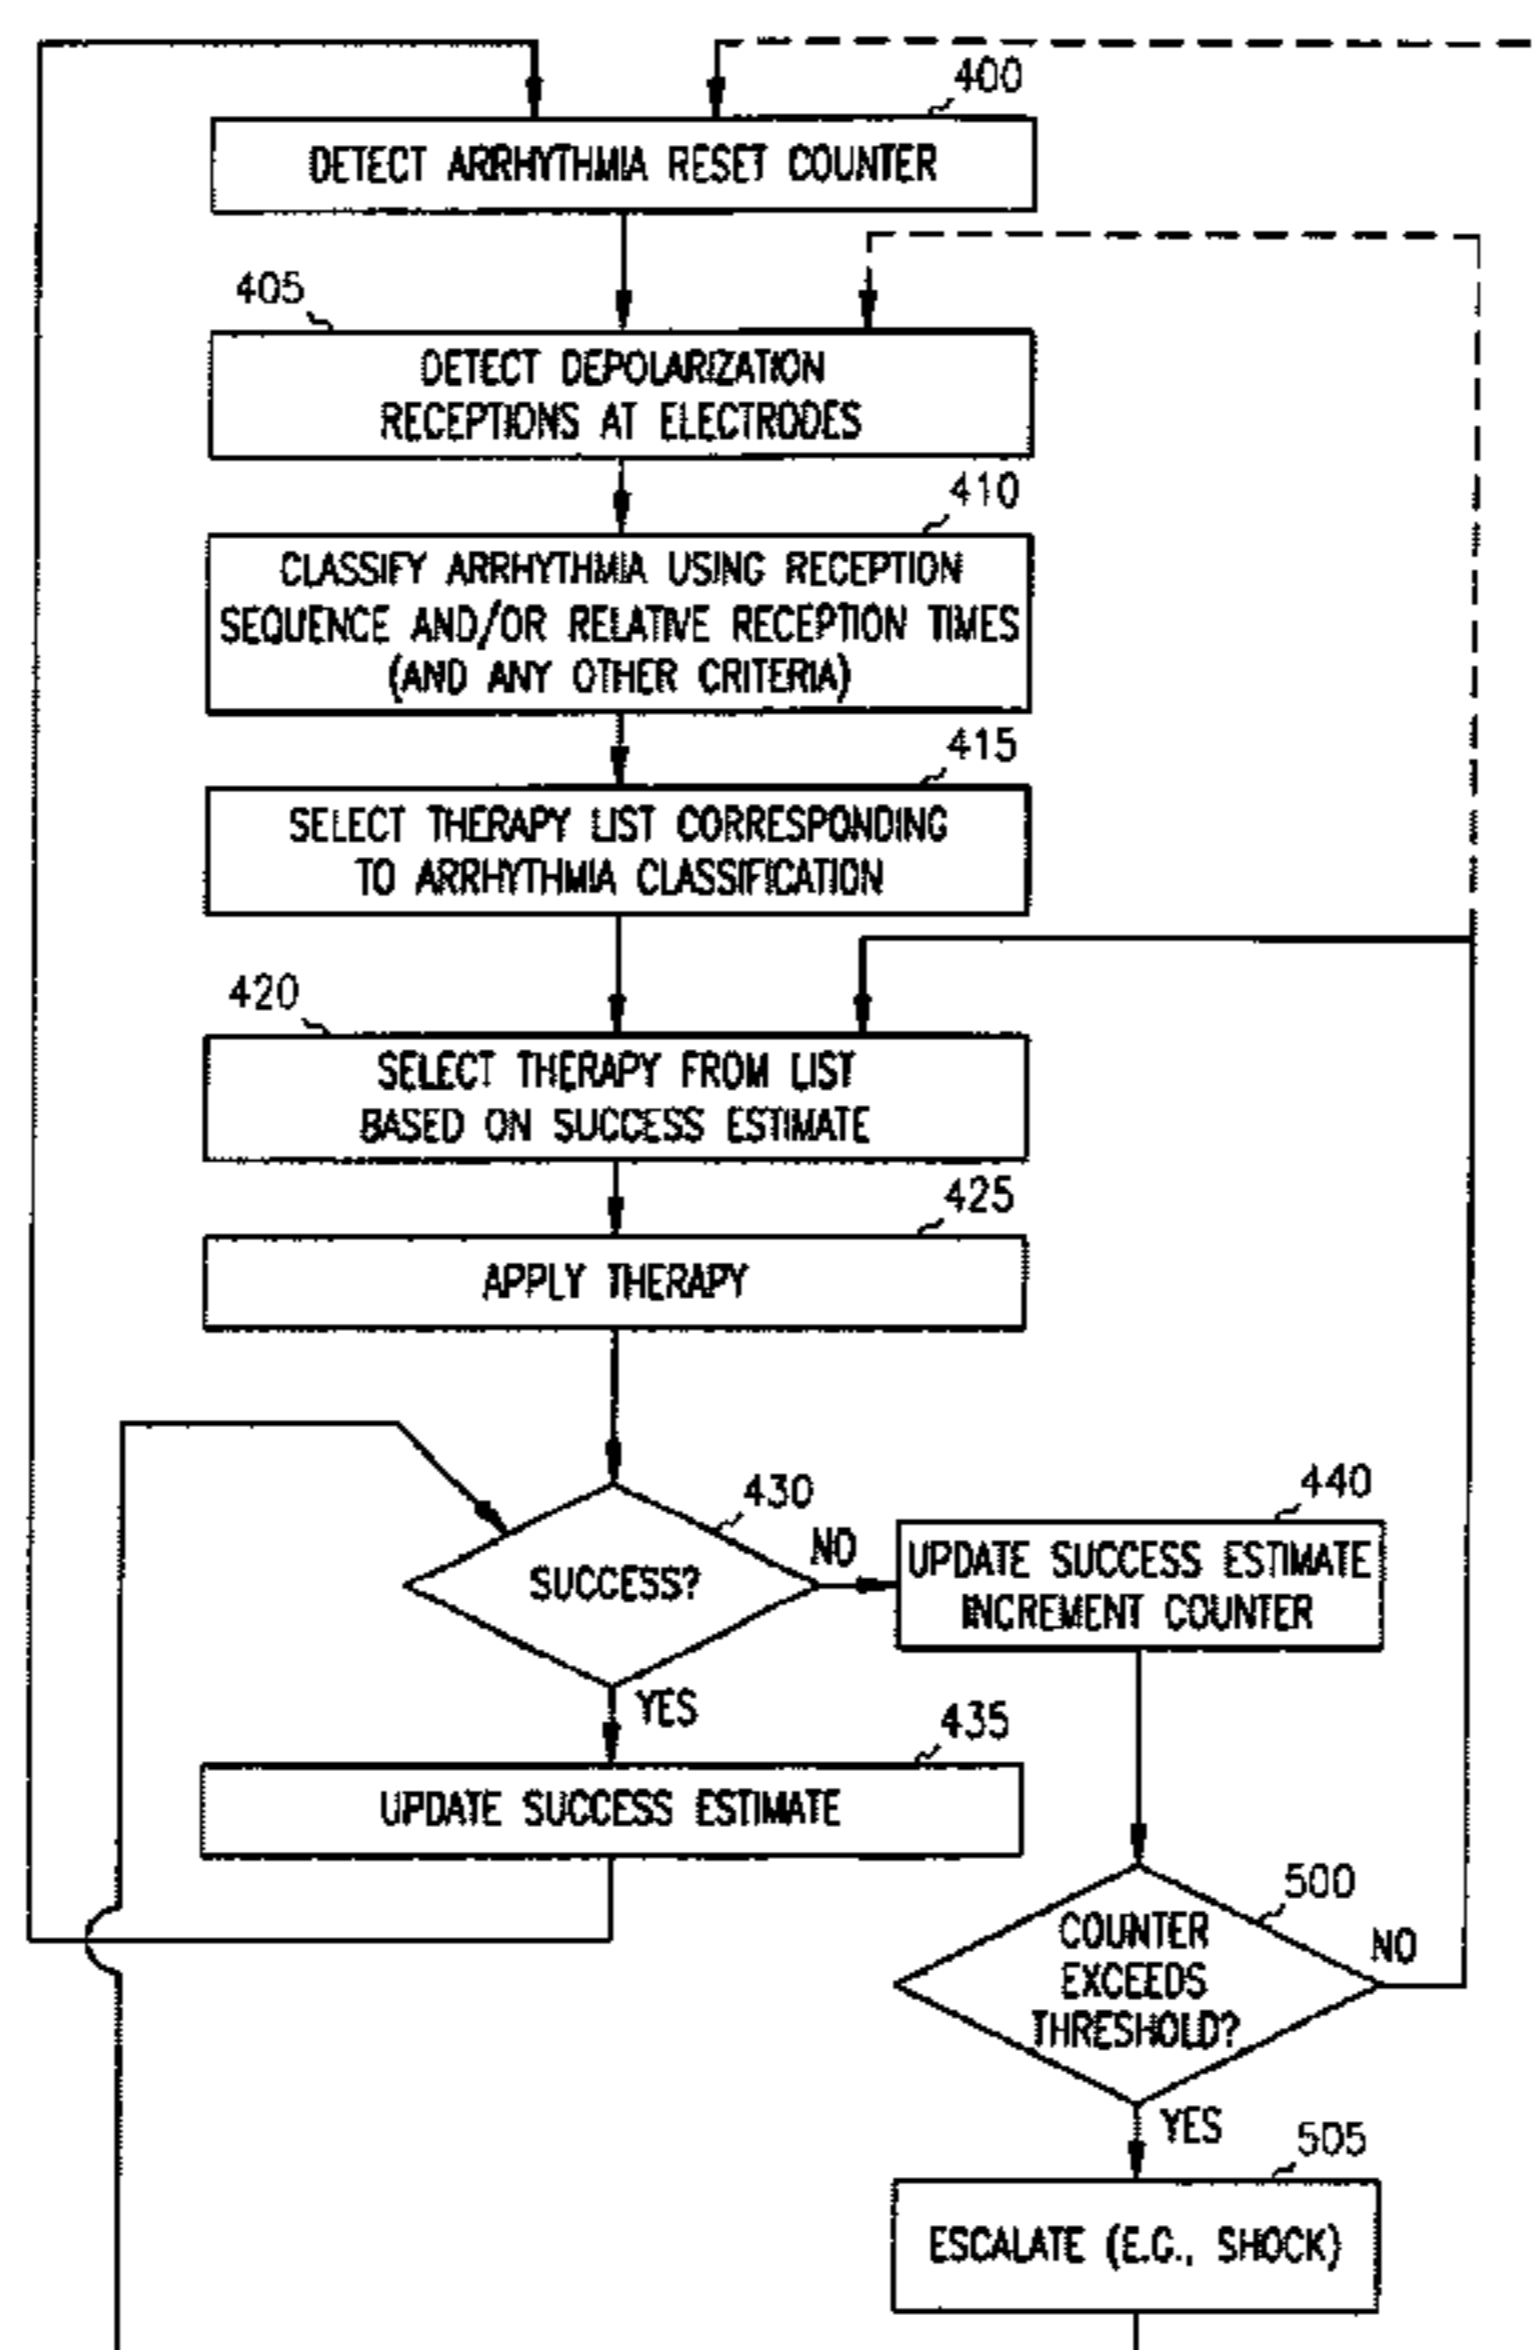 400
DETECT ARRHYTHMIA RESET COUNTER
405
DETECT DEPOLARIZATION
RECEPTIONS AT ELECTRODES
410
CLASSIFY ARRHYTHMIA USING RECEPTION
SEQUENCE AND/OR RELATIVE RECEPTION TIMES
(AND ANY OTHER CRITERIA)
415
SELECT THERAPY LIST CORRESPONDING
TO ARRHYTHMIA CLASSIFICATION
420
SELECT THERAPY FROM LIST
BASED ON SUCCESS ESTIMATE
425
APPLY THERAPY
430
SUCCESS?
NO
440
UPDATE SUCCESS ESTIMATE
INCREMENT COUNTER
YES
435
UPDATE SUCCESS ESTIMATE
500
COUNTER
EXCEEDS
THRESHOLD?
NO
YES
505
ESCALATE (E.G., SHOCK)